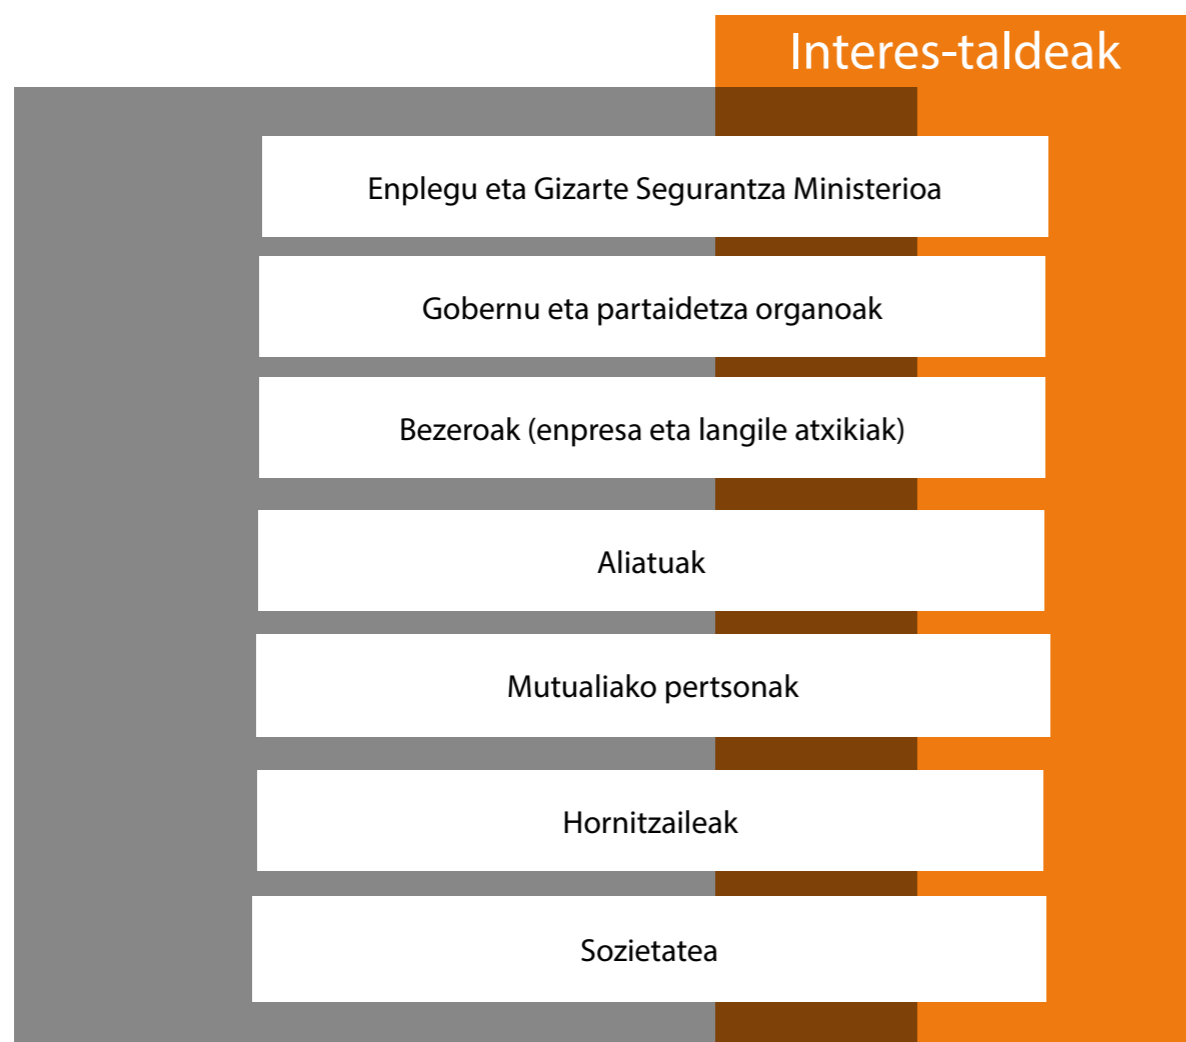 Interes-taldeak
Enplegu eta Gizarte Segurantza Ministerioa
Gobernu eta partaidetza organoak
Bezeroak (enpresa eta langile atxikiak)
Aliatuak
Mutualiako pertsonak
Hornitzaileak
Sozietatea